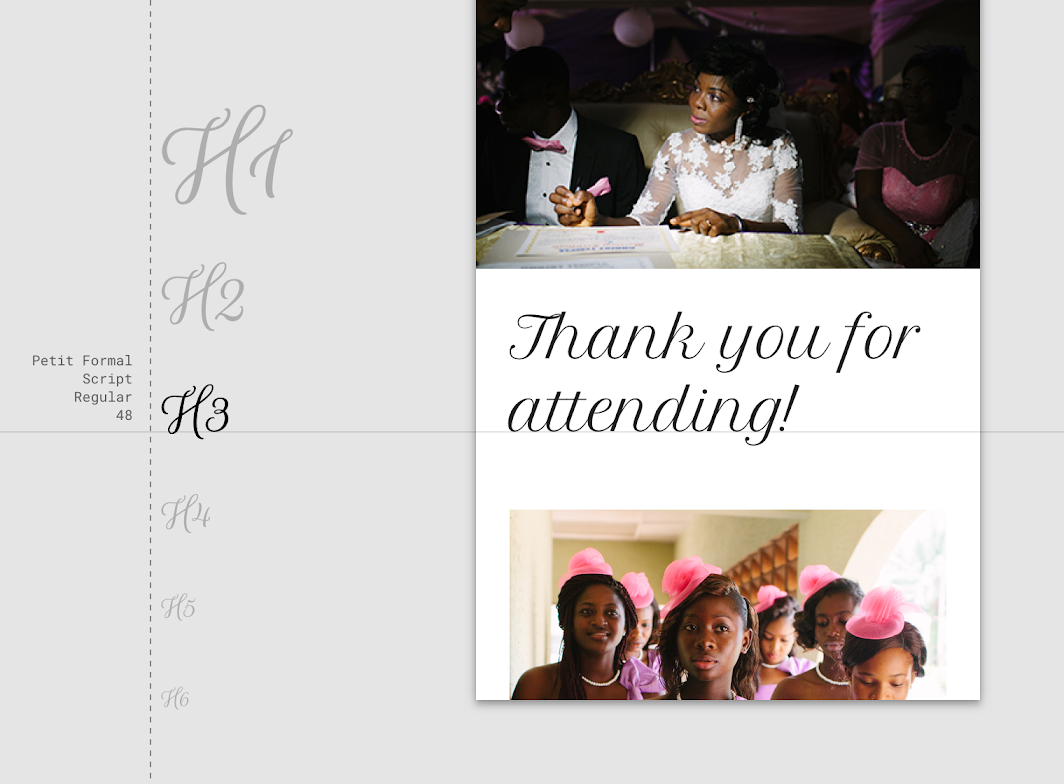 H1
H2
Petit Formal
Script
Regular
48
H3
H4
H5
H6
Thank you for
attending!